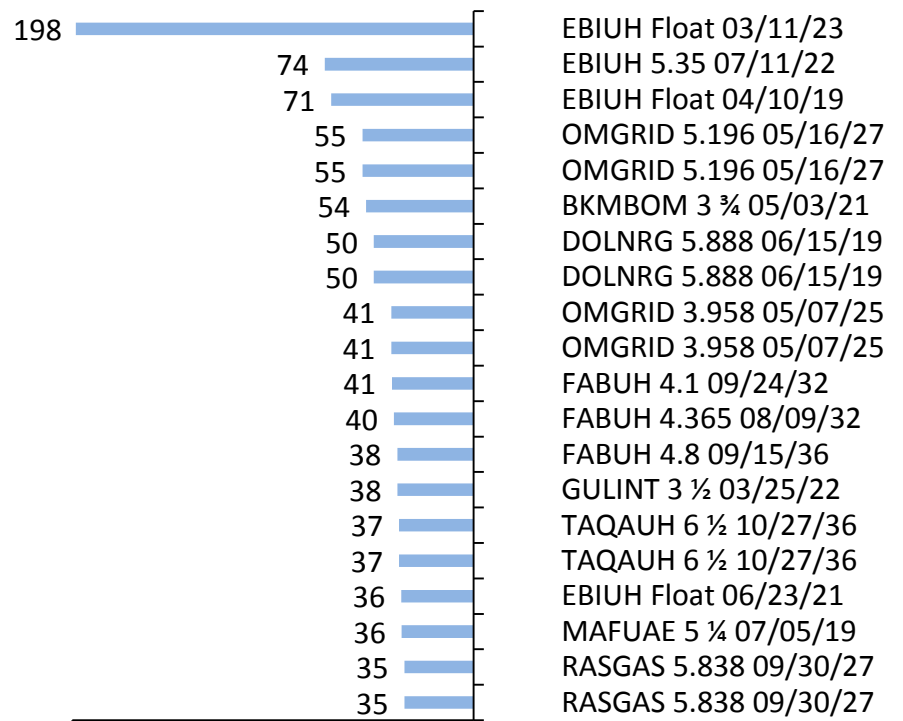 198 EBIUH Float 03/11/23
74 EBIUH 5.35 07/11/22
71 EBIUH Float 04/10/19
55 OMGRID 5.196 05/16/27
55 OMGRID 5.196 05/16/27
54 BKMBOM 3 ¾ 05/03/21
50 DOLNRG 5.888 06/15/19
50 DOLNRG 5.888 06/15/19
41 OMGRID 3.958 05/07/25
41 OMGRID 3.958 05/07/25
41 FABUH 4.1 09/24/32
40 FABUH 4.365 08/09/32
38 FABUH 4.8 09/15/36
38 GULINT 3 ½ 03/25/22
37 TAQAUH 6 ½ 10/27/36
37 TAQAUH 6 ½ 10/27/36
36 EBIUH Float 06/23/21
36 MAFUAE 5 ¼ 07/05/19
35 RASGAS 5.838 09/30/27
35 RASGAS 5.838 09/30/27